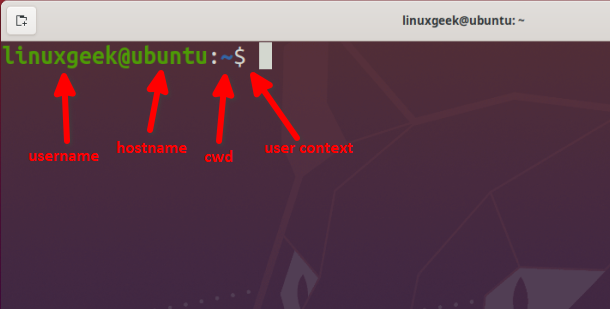 linuxgeek@ubuntu: ~
linuxgeek@ubuntu:~$
username
hostname
cwd
user context